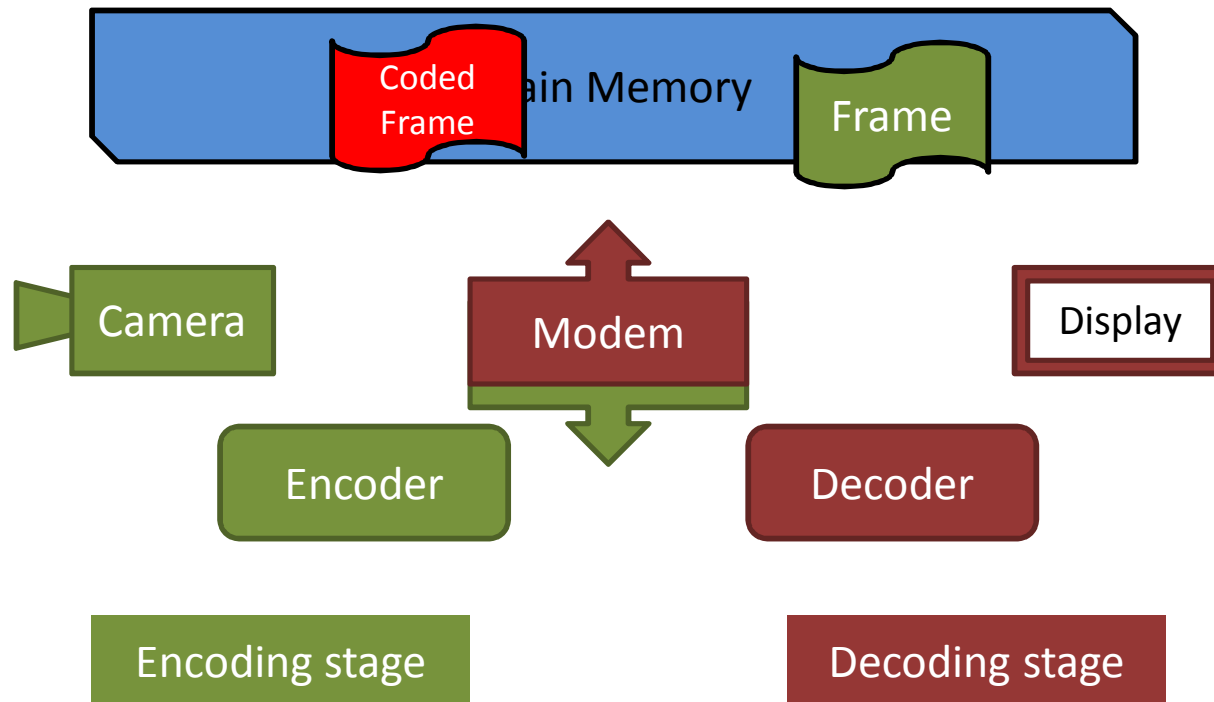 Coded
Frame
ain Memory
Frame
Camera
Modem
Display
Encoder
Decoder
Encoding stage
Decoding stage